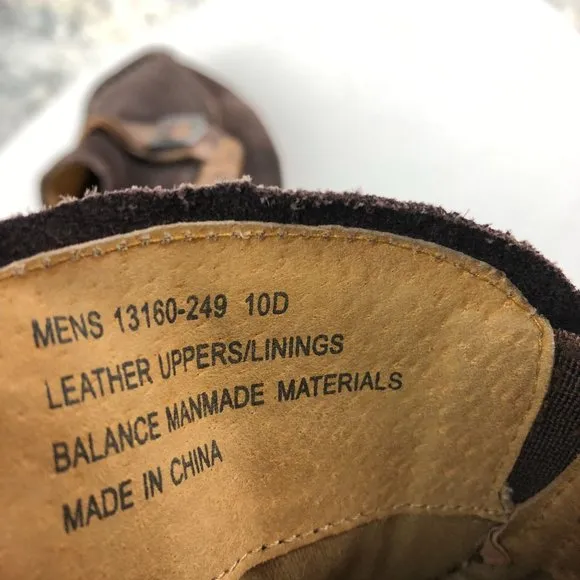 MENS 13160-249 10D
LEATHER UPPERS/LININGS
BALANCE MANMADE MATERIALS
MADE IN CHINA